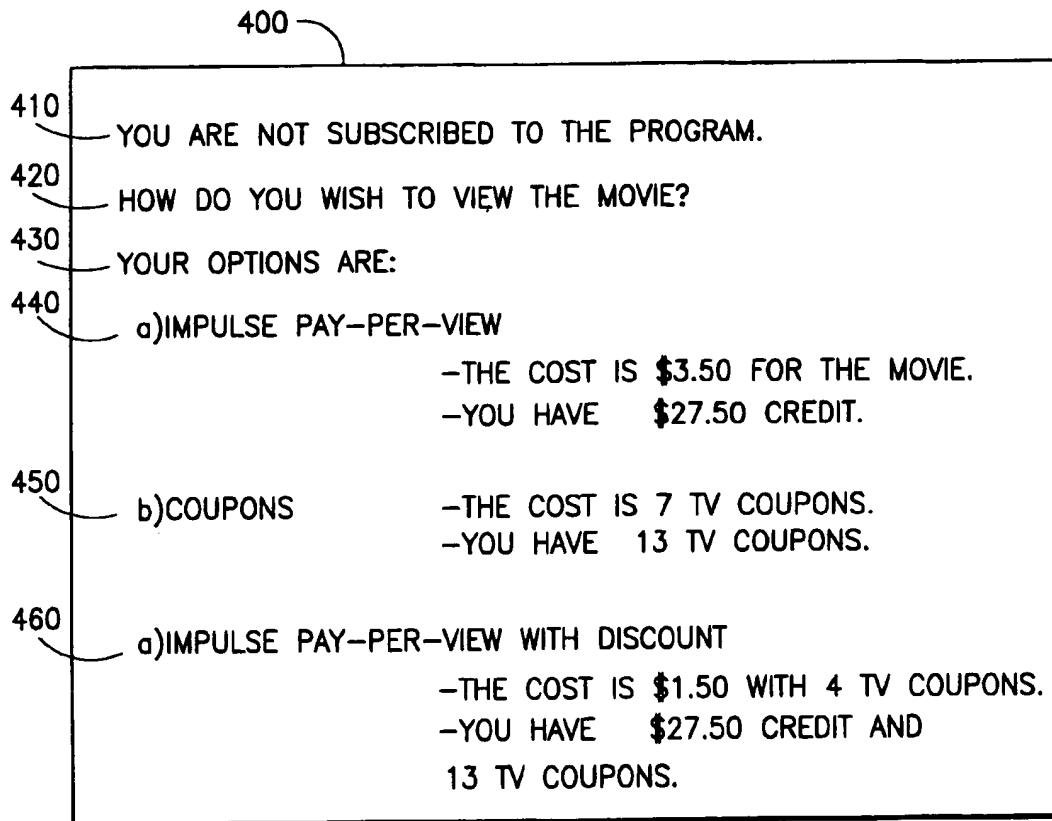 400
410
YOU ARE NOT SUBSCRIBED TO THE PROGRAM.
420
HOW DO YOU WISH TO VIEW THE MOVIE?
430
YOUR OPTIONS ARE:
440
a)IMPULSE PAY-PER-VIEW
-THE COST IS $3.50 FOR THE MOVIE.
-YOU HAVE $27.50 CREDIT.
450
b)COUPONS -THE COST IS 7 TV COUPONS.
-YOU HAVE 13 TV COUPONS.
460
a)IMPULSE PAY-PER-VIEW WITH DISCOUNT
-THE COST IS $1.50 WITH 4 TV COUPONS.
-YOU HAVE $27.50 CREDIT AND
13 TV COUPONS.